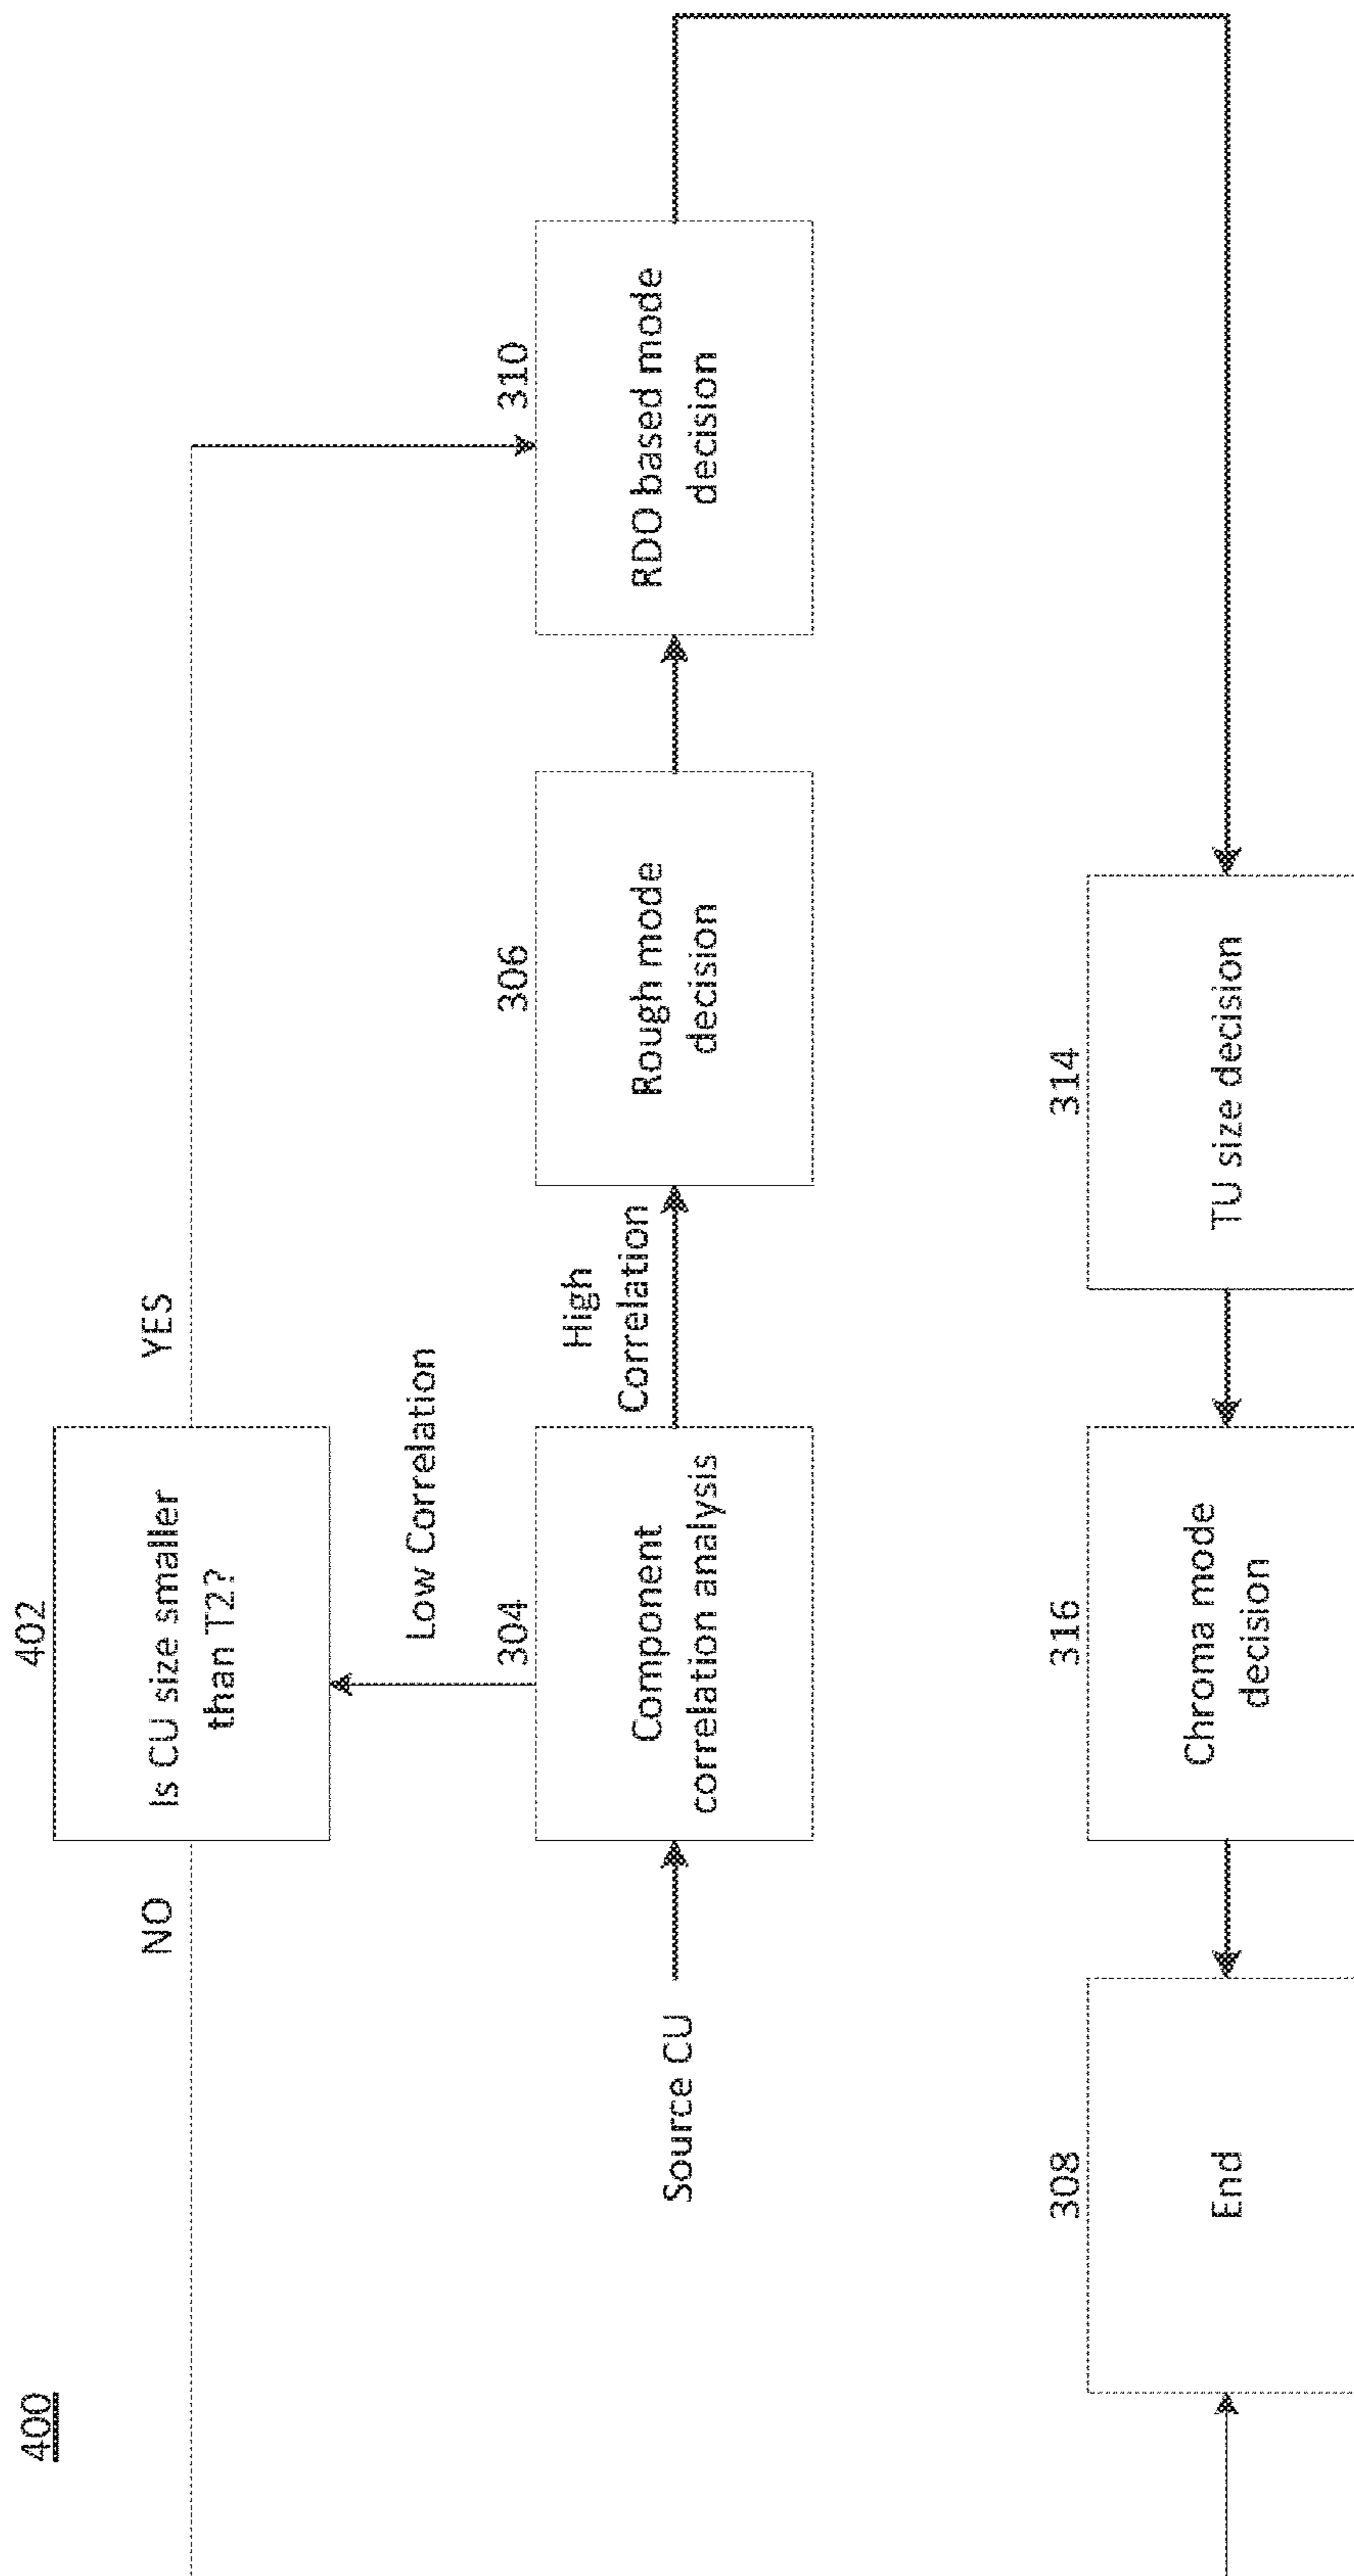 400
402
Is CU size smaller
than T2?
NO
YES
Low Correlation
Source CU
304
Component
correlation analysis
High
Correlation
306
Rough mode
decision
310
RDO based mode
decision
308
End
316
Chroma mode
decision
314
TU size decision